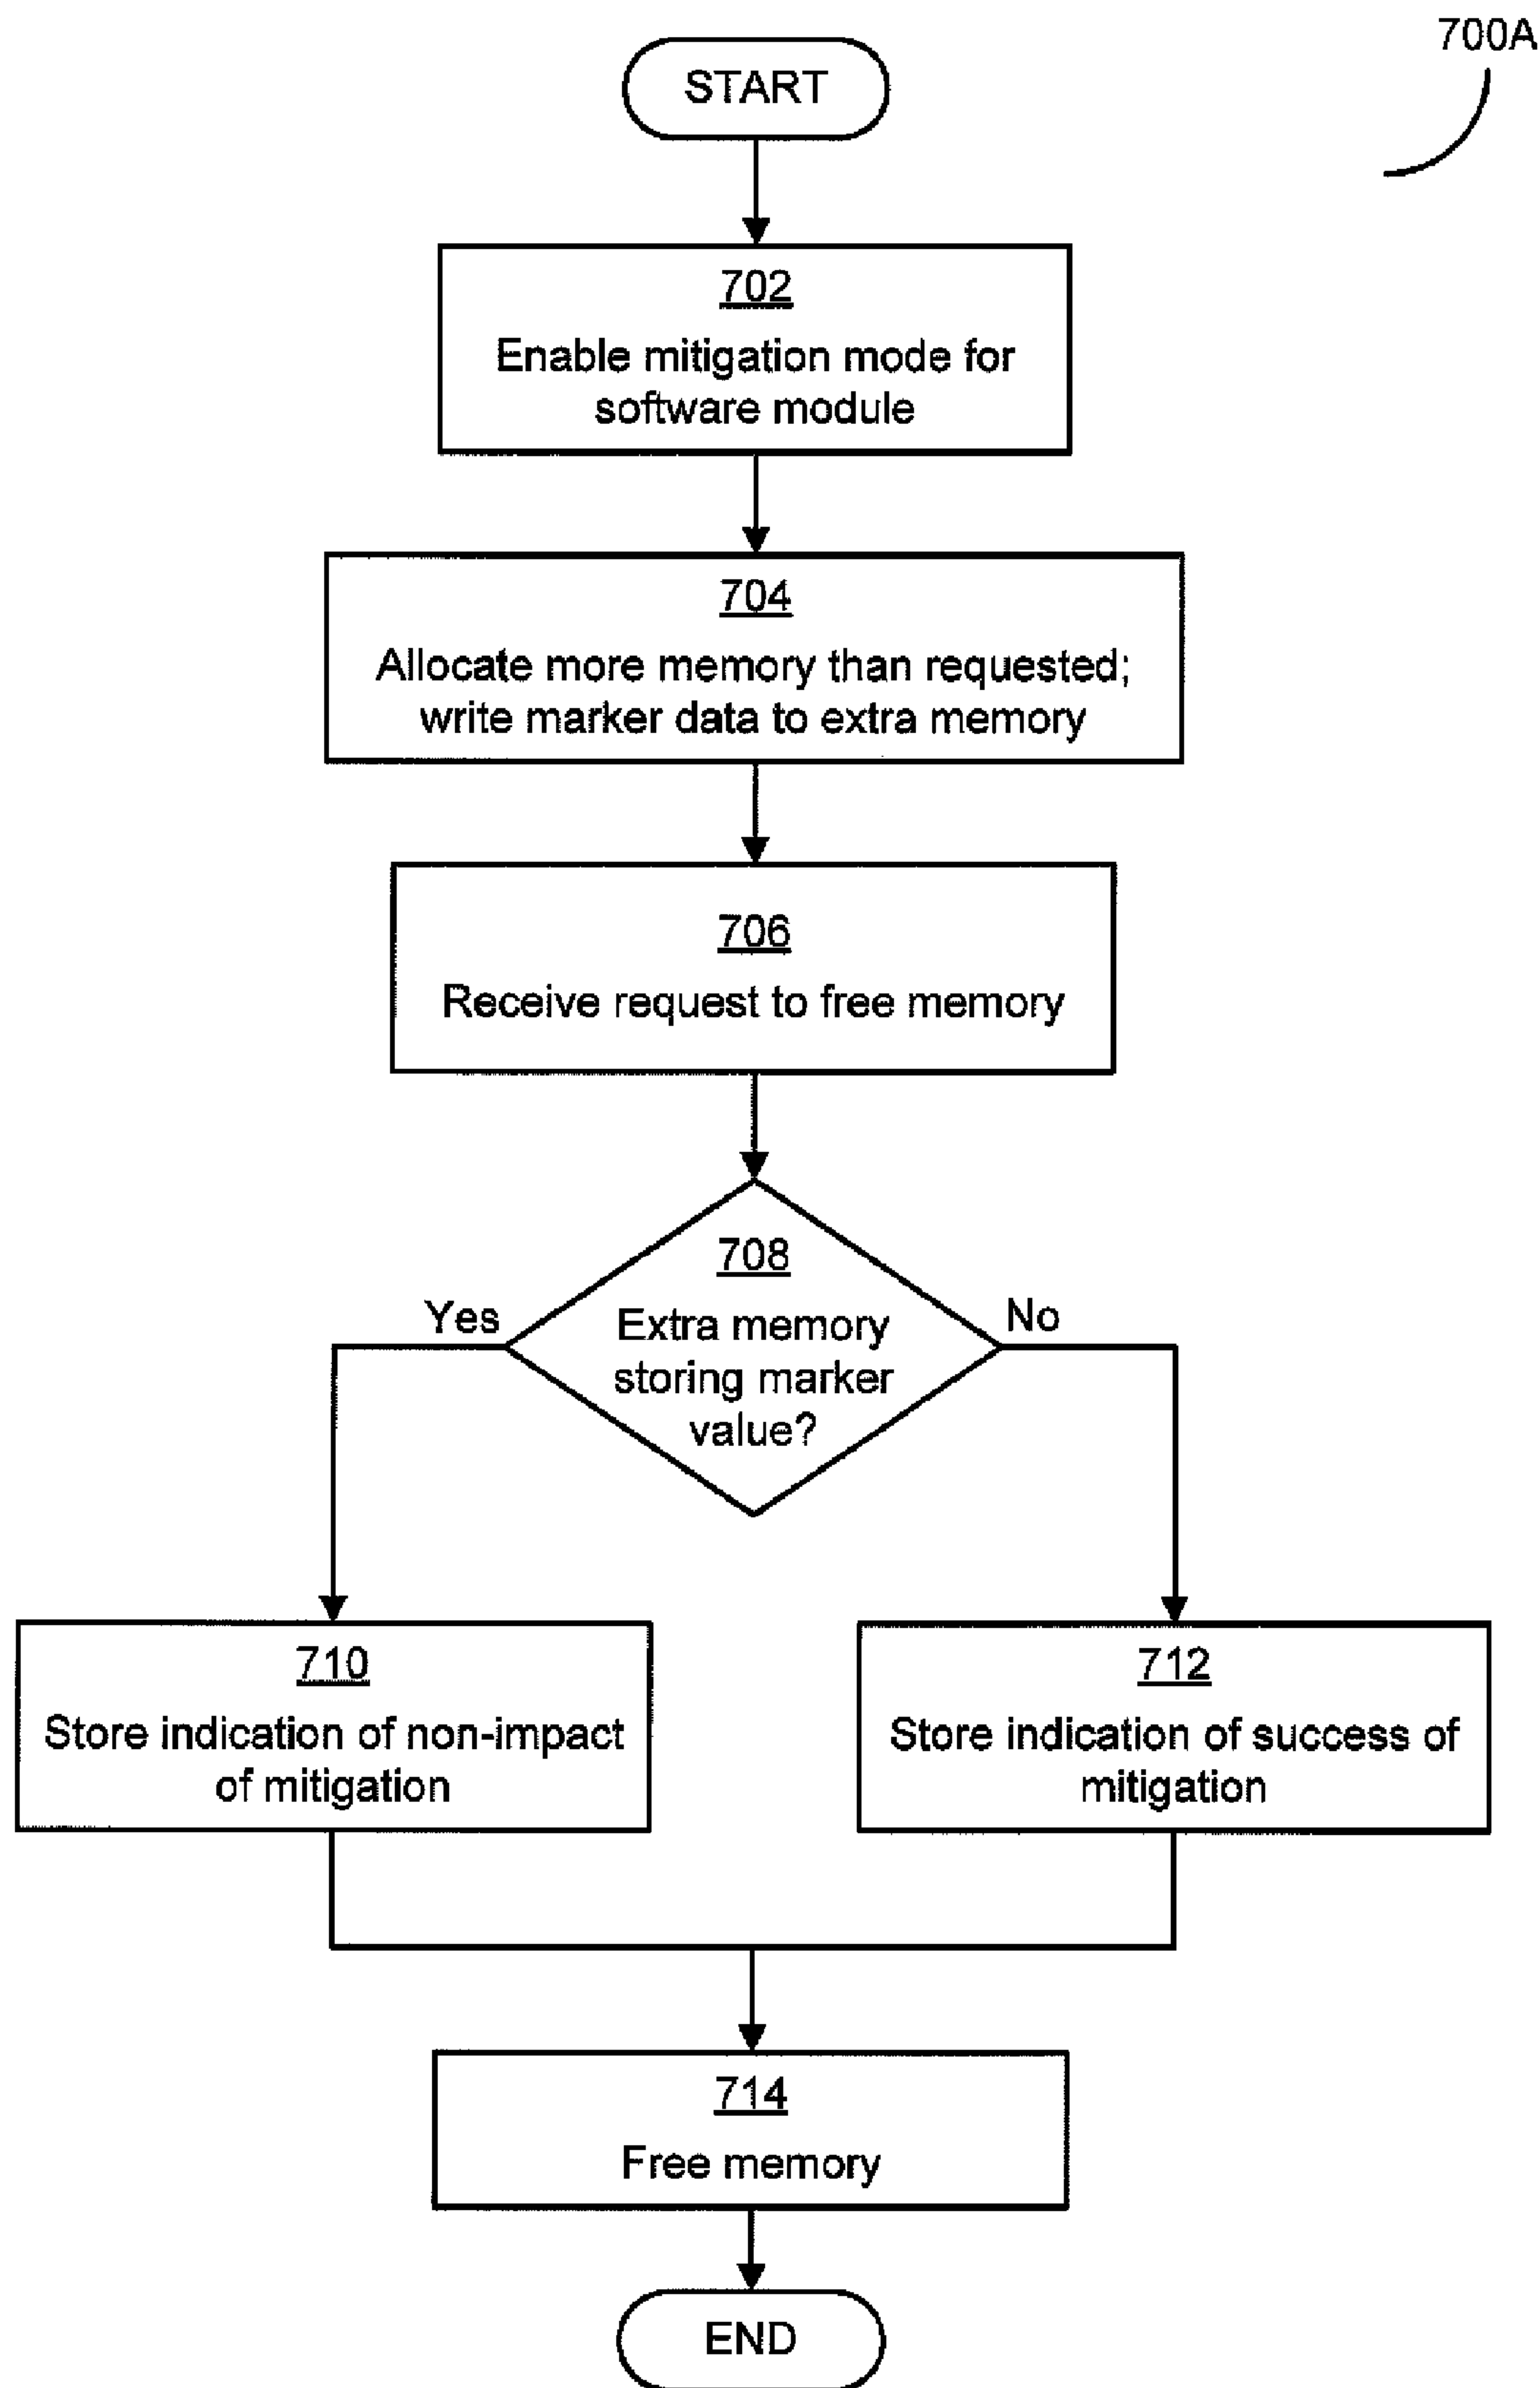 700A
START
702
Enable mitigation mode for
software module
704
Allocate more memory than requested;
write marker data to extra memory
706
Receive request to free memory
708
Extra memory
storing marker
value?
Yes
No
710
Store indication of non-impact
of mitigation
712
Store indication of success of
mitigation
714
Free memory
END